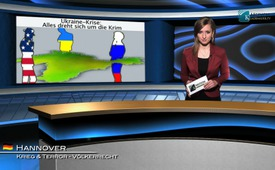 Ukraine-Krise:
Alles dreht sich um die Krim
HANNOVER
KRIEG & TERROR - VÖLKERRECHT